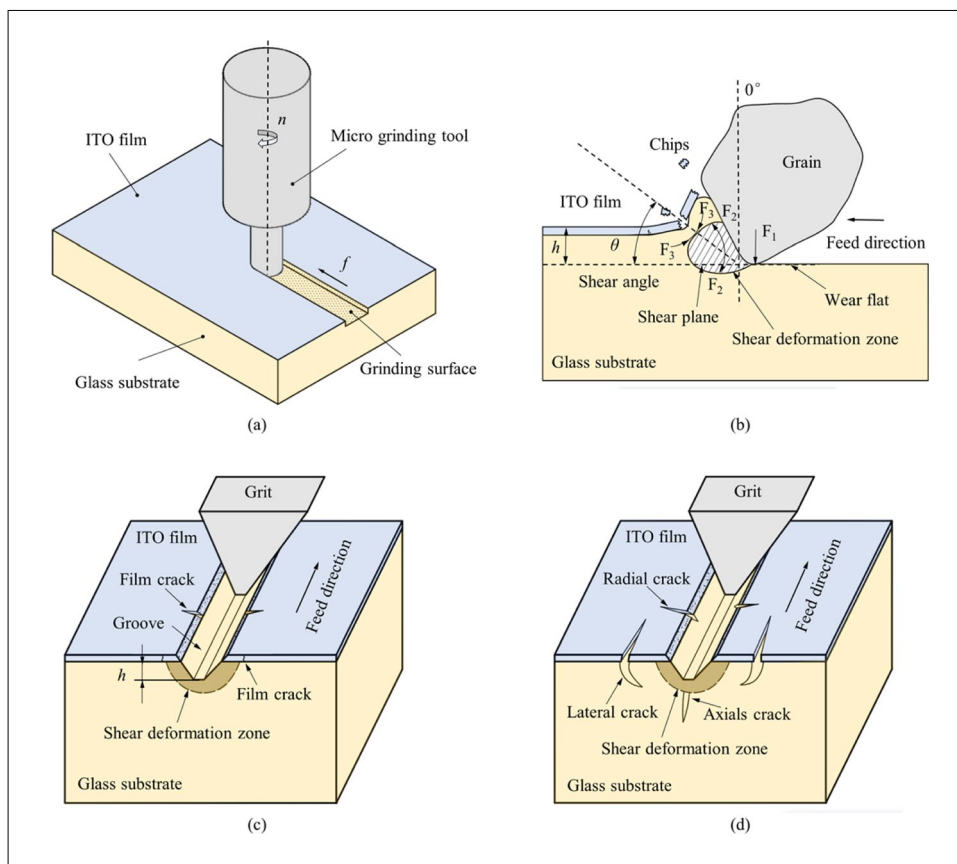 n
ITO film
Micro grinding tool
f
Glass substrate
Grinding surface
(a)
0°
Chips
Grain
ITO film
F3
F2
F1
h
θ
F3
Feed direction
Shear angle
F2
Wear flat
Shear plane
Shear deformation zone
Glass substrate
(b)
Grit
ITO film
Film crack
Feed direction
Groove
h
Film crack
Shear deformation zone
Glass substrate
(c)
Grit
ITO film
Radial crack
Feed direction
Lateral crack
Axials crack
Shear deformation zone
Glass substrate
(d)